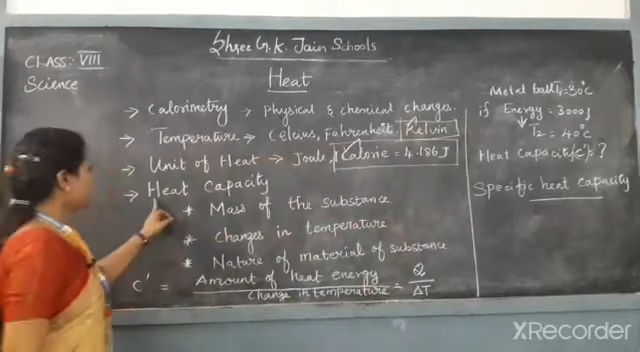 Shree G.K. Jain Schools
CLASS: VIII
Science
Heat
→ Calorimetry → Physical & chemical changes.
→ Temperature → Celcius, Fahrenheit, Kelvin
→ Unit of Heat → Joule, Kalorie = 4.186J
→ Heat Capacity
* Mass of the substance
* Changes in temperature
* Nature of material of substance
C' = Amount of heat energy / Change in temperature = Q / ΔT
Metal ball T1=30°C
if Energy = 3000J
T2 = 40°C
Heat Capacity(C') = ?
Specific heat capacity
XRecorder